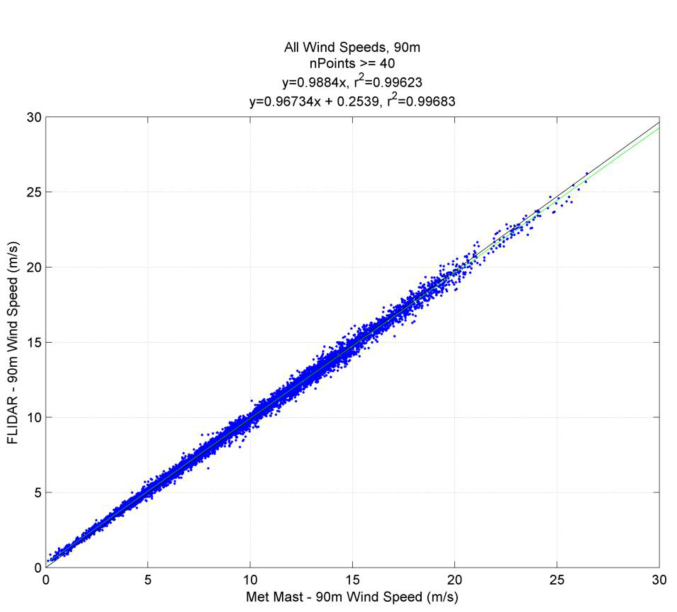 All Wind Speeds, 90m
nPoints >= 40
y=0.9884x, r²=0.99623
y=0.96734x + 0.2539, r²=0.99683
30
25
20
15
10
5
0
FLIDAR - 90m Wind Speed (m/s)
0 5 10 15 20 25 30
Met Mast - 90m Wind Speed (m/s)